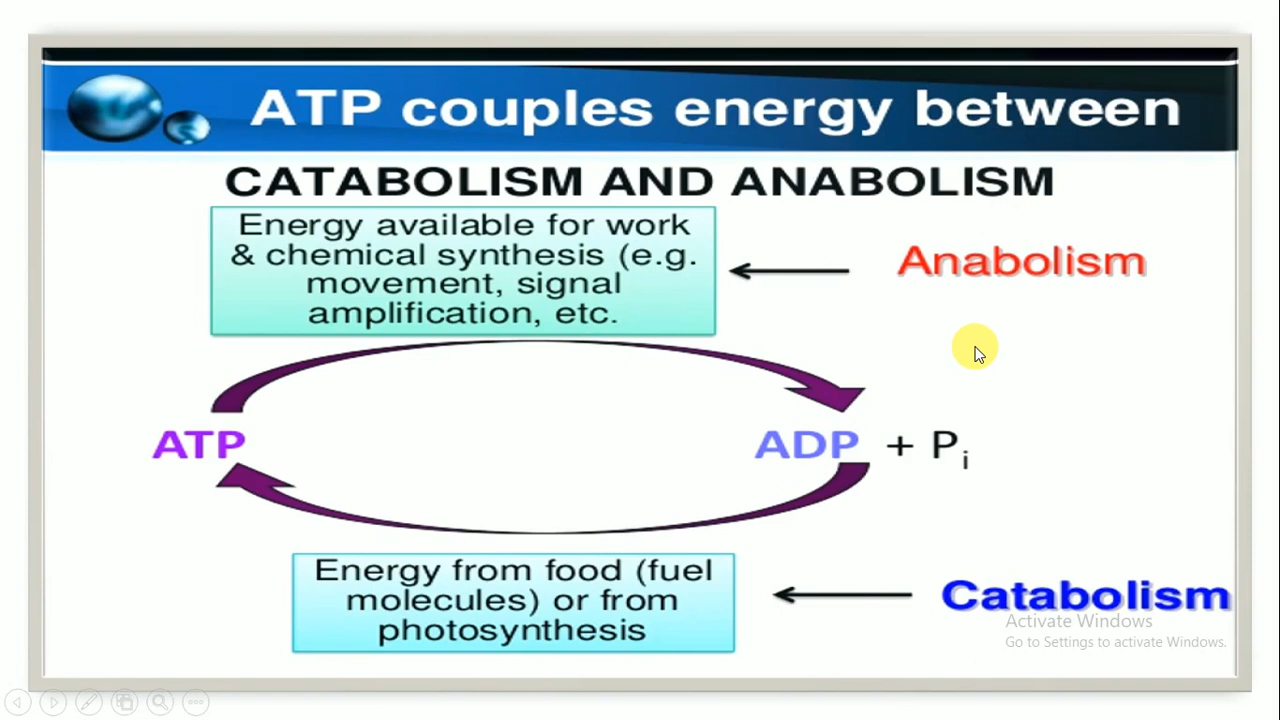 ATP couples energy between
CATABOLISM AND ANABOLISM
Energy available for work
& chemical synthesis (e.g.
movement, signal
amplification, etc.
Anabolism
ATP
ADP + Pi
Energy from food (fuel
molecules) or from
photosynthesis
Catabolism
Activate Windows
Go to Settings to activate Windows.